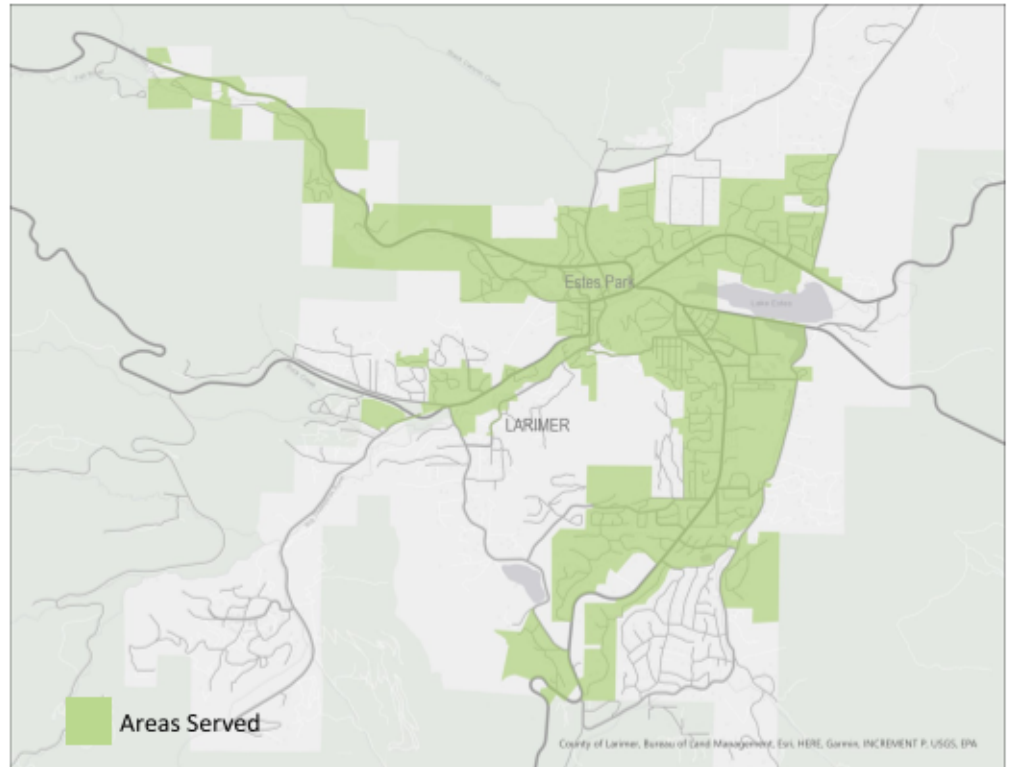 Estes Park
Lake Estes
LARIMER
Areas Served
County of Larimer, Bureau of Land Management, Esri, HERE, Garmin, INCREMENT P, USGS, EPA